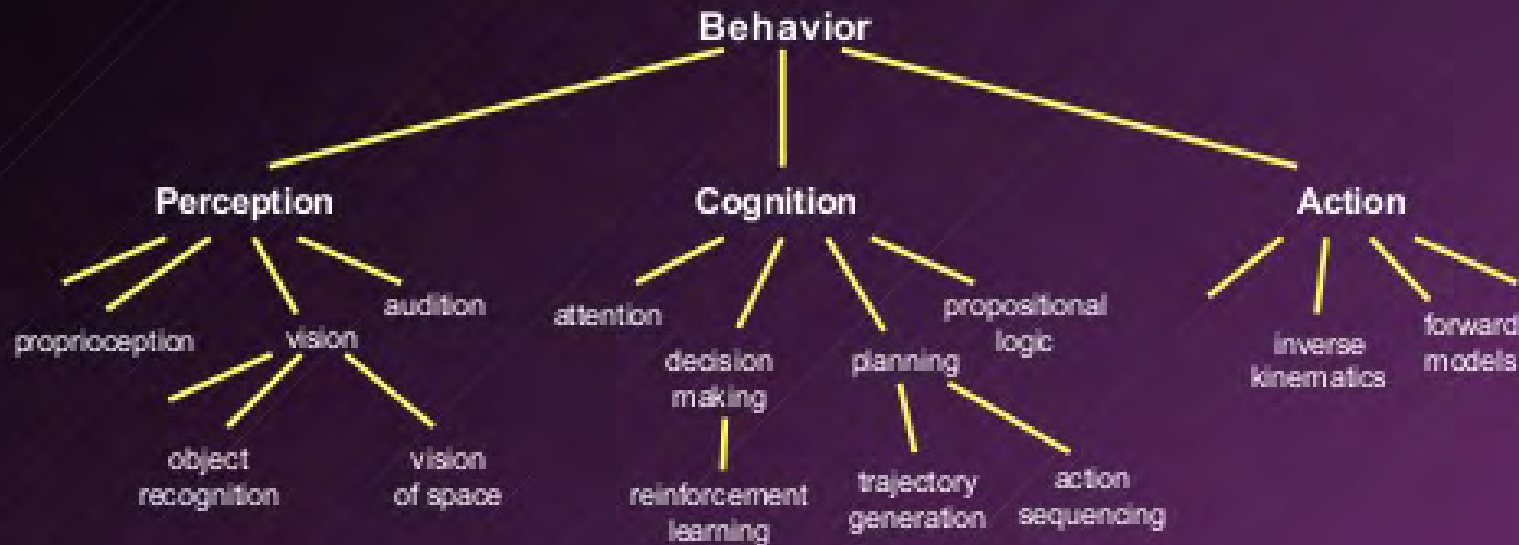 Behavior
Perception
Cognition
Action
proprioception
vision
audition
object
recognition
vision
of space
attention
decision
making
reinforcement
learning
planning
trajectory
generation
action
sequencing
propositional
logic
inverse
kinematics
forward
models